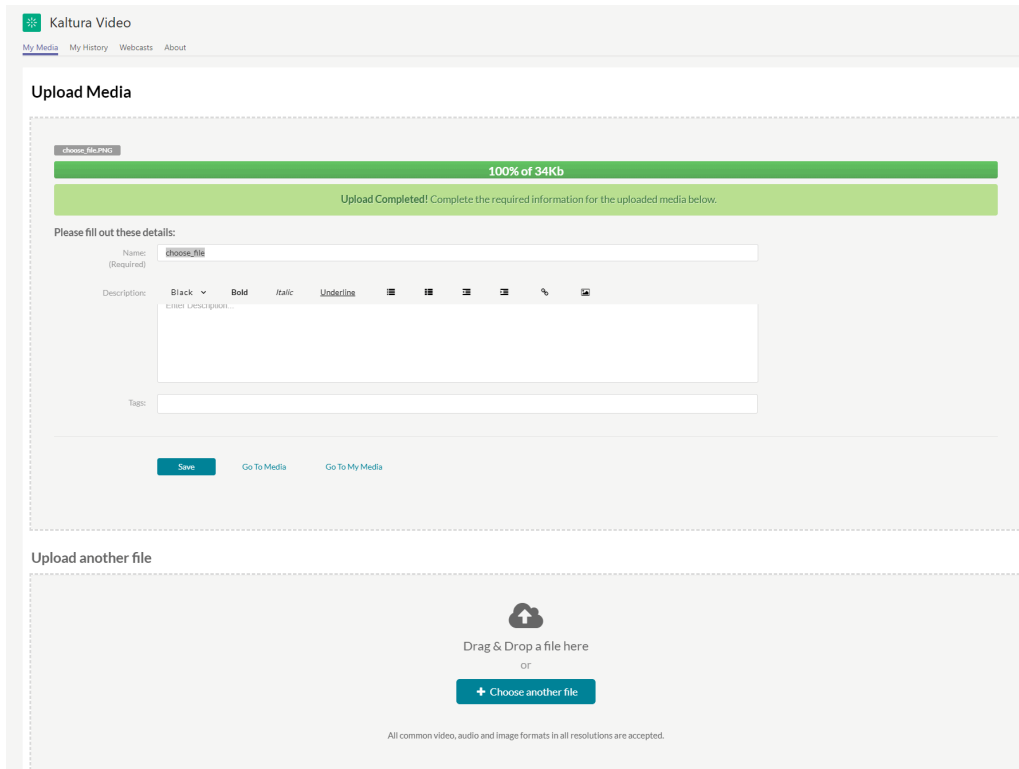 Kaltura Video
My Media My History Webcasts About
Upload Media
choose_file.PNG
100% of 34Kb
Upload Completed! Complete the required information for the uploaded media below.
Please fill out these details:
Name: choose_file
(Required)
Description: Black Bold Italic Underline
Enter Description...
Tags:
Save Go To Media Go To My Media
Upload another file
Drag & Drop a file here
or
+ Choose another file
All common video, audio and image formats in all resolutions are accepted.